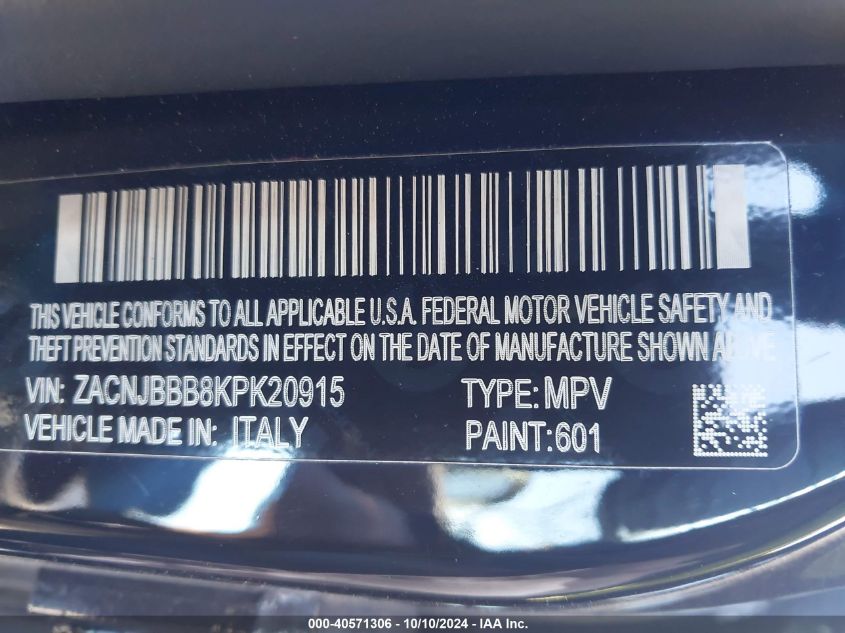 THIS VEHICLE CONFORMS TO ALL APPLICABLE U.S.A. FEDERAL MOTOR VEHICLE SAFETY AND
THEFT PREVENTION STANDARDS IN EFFECT ON THE DATE OF MANUFACTURE SHOWN ABOVE
VIN: ZACNJBBB8KPK20915 TYPE: MPV
VEHICLE MADE IN: ITALY PAINT:601
000-40571306 - 10/10/2024 - IAA Inc.